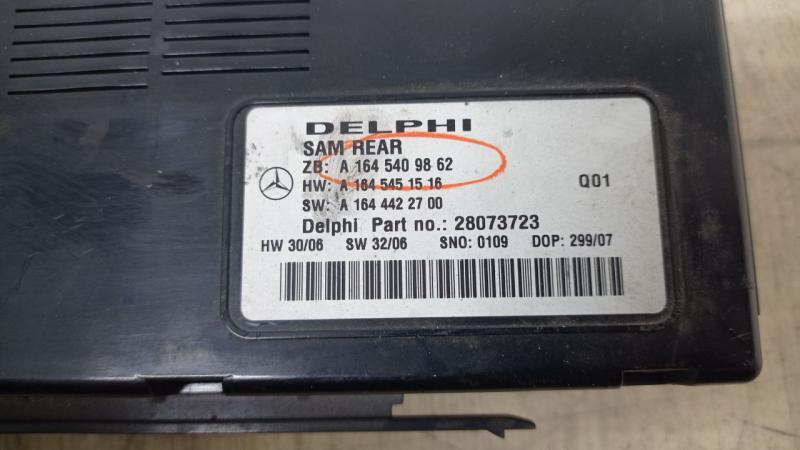 DELPHI
SAM REAR
ZB: A 164 540 98 62
HW: A 164 545 15 16
Q01
SW: A 164 442 27 00
Delphi Part no.: 28073723
HW 30/06 SW 32/06 SNO: 0109 DOP: 299/07